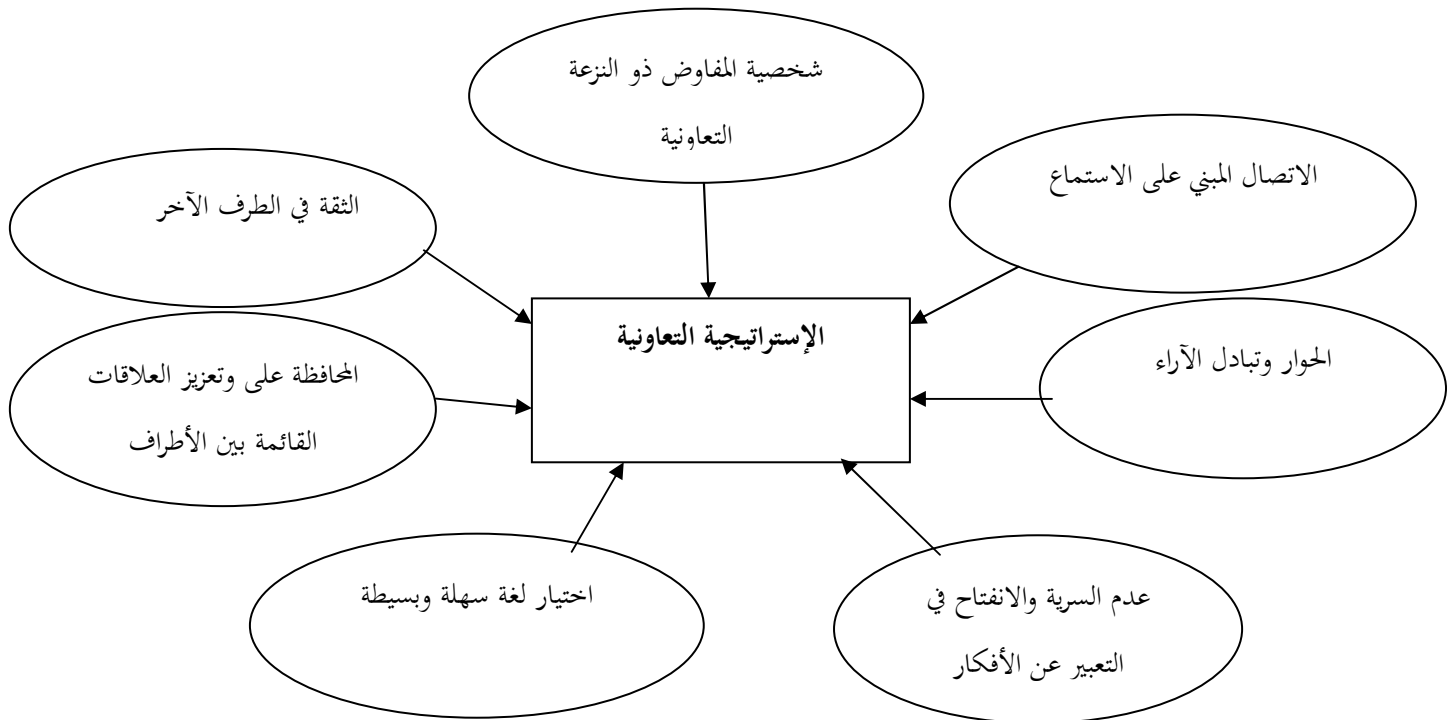 شخصية المفاوض ذو النزعة
التعاونية
الاتصال المبني على الاستماع
الثقة في الطرف الآخر
الإستراتيجية التعاونية
الحوار وتبادل الآراء
المحافظة على وتعزيز العلاقات
القائمة بين الأطراف
عدم السرية والانفتاح في
التعبير عن الأفكار
اختيار لغة سهلة وبسيطة